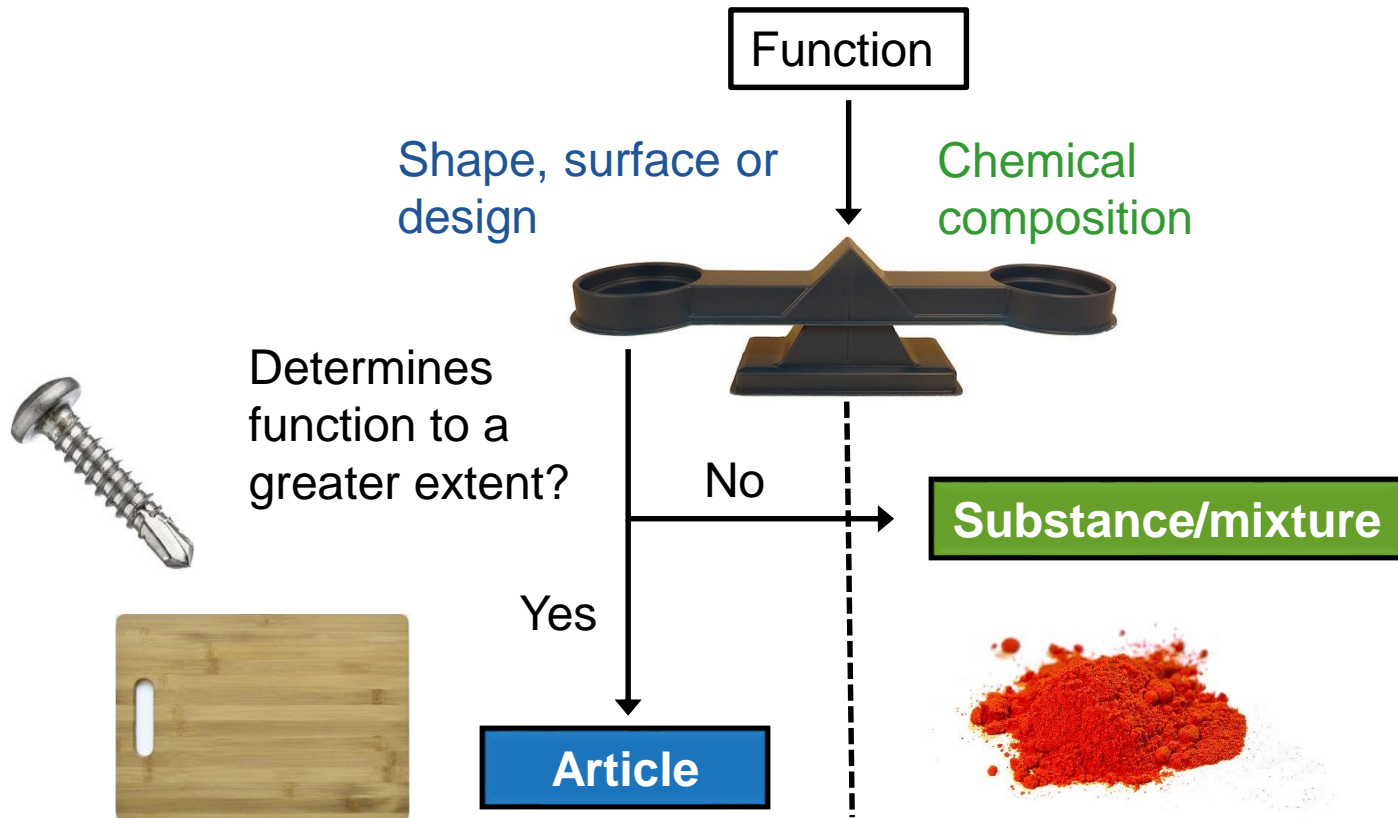 Function
Shape, surface or
design
Chemical
composition
Determines
function to a
greater extent?
No
Substance/mixture
Yes
Article